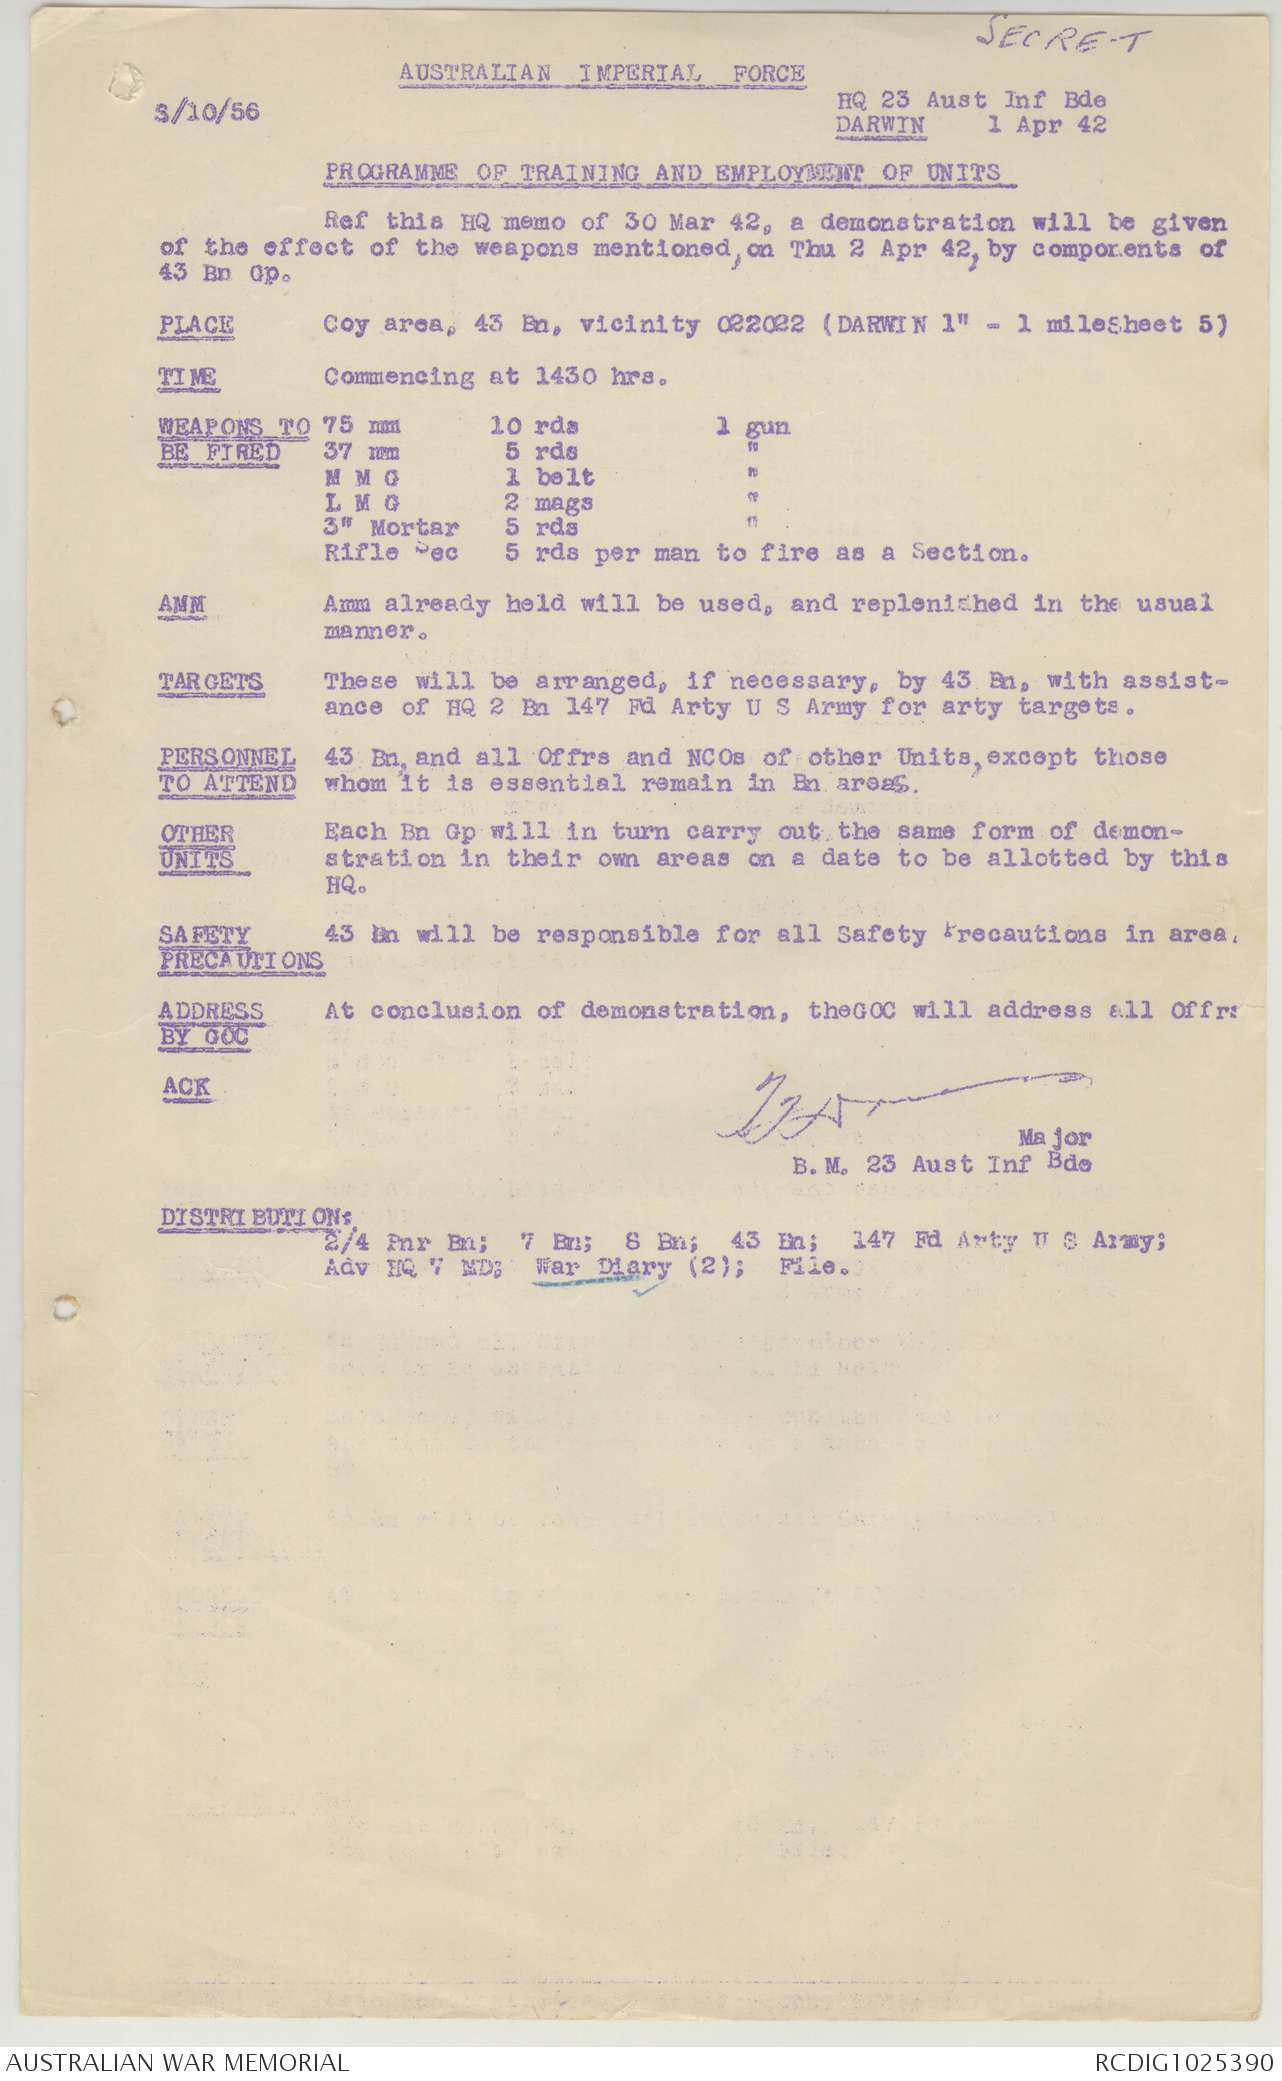 SECRET
AUSTRALIAN IMPERIAL FORCE
S/10/56
HQ 23 Aust Inf Bde
DARWIN 1 Apr 42
PROGRAMME OF TRAINING AND EMPLOYMENT OF UNITS
Ref this HQ memo of 30 Mar 42, a demonstration will be given
of the effect of the weapons mentioned, on Thu 2 Apr 42, by components of
43 Bn Gp.
PLACE Coy area, 43 Bn, vicinity 022022 (DARWIN 1" - 1 mileSheet 5)
TIME Commencing at 1430 hrs.
WEAPONS TO 75 mm 10 rds 1 gun
BE FIRED 37 mm 5 rds "
M M G 1 belt "
L M G 2 mags "
3" Mortar 5 rds "
Rifle Sec 5 rds per man to fire as a Section.
AMM Amm already held will be used, and replenished in the usual
manner.
TARGETS These will be arranged, if necessary, by 43 Bn, with assist-
ance of HQ 2 Bn 147 Fd Arty U S Army for arty targets.
PERSONNEL 43 Bn, and all Offrs and NCOs of other Units, except those
TO ATTEND whom it is essential remain in Bn areas.
OTHER Each Bn Gp will in turn carry out the same form of demon-
UNITS stration in their own areas on a date to be allotted by this
HQ.
SAFETY 43 Bn will be responsible for all Safety Precautions in area.
PRECAUTIONS
ADDRESS At conclusion of demonstration, theGOC will address all Offrs
BY GOC
ACK
Major
B.M. 23 Aust Inf Bde
DISTRIBUTION:
2/4 Pnr Bn; 7 Bn; 8 Bn; 43 Bn; 147 Fd Arty U S Army;
Adv HQ 7 MD; War Diary (2); File.
AUSTRALIAN WAR MEMORIAL
RCDIG1025390